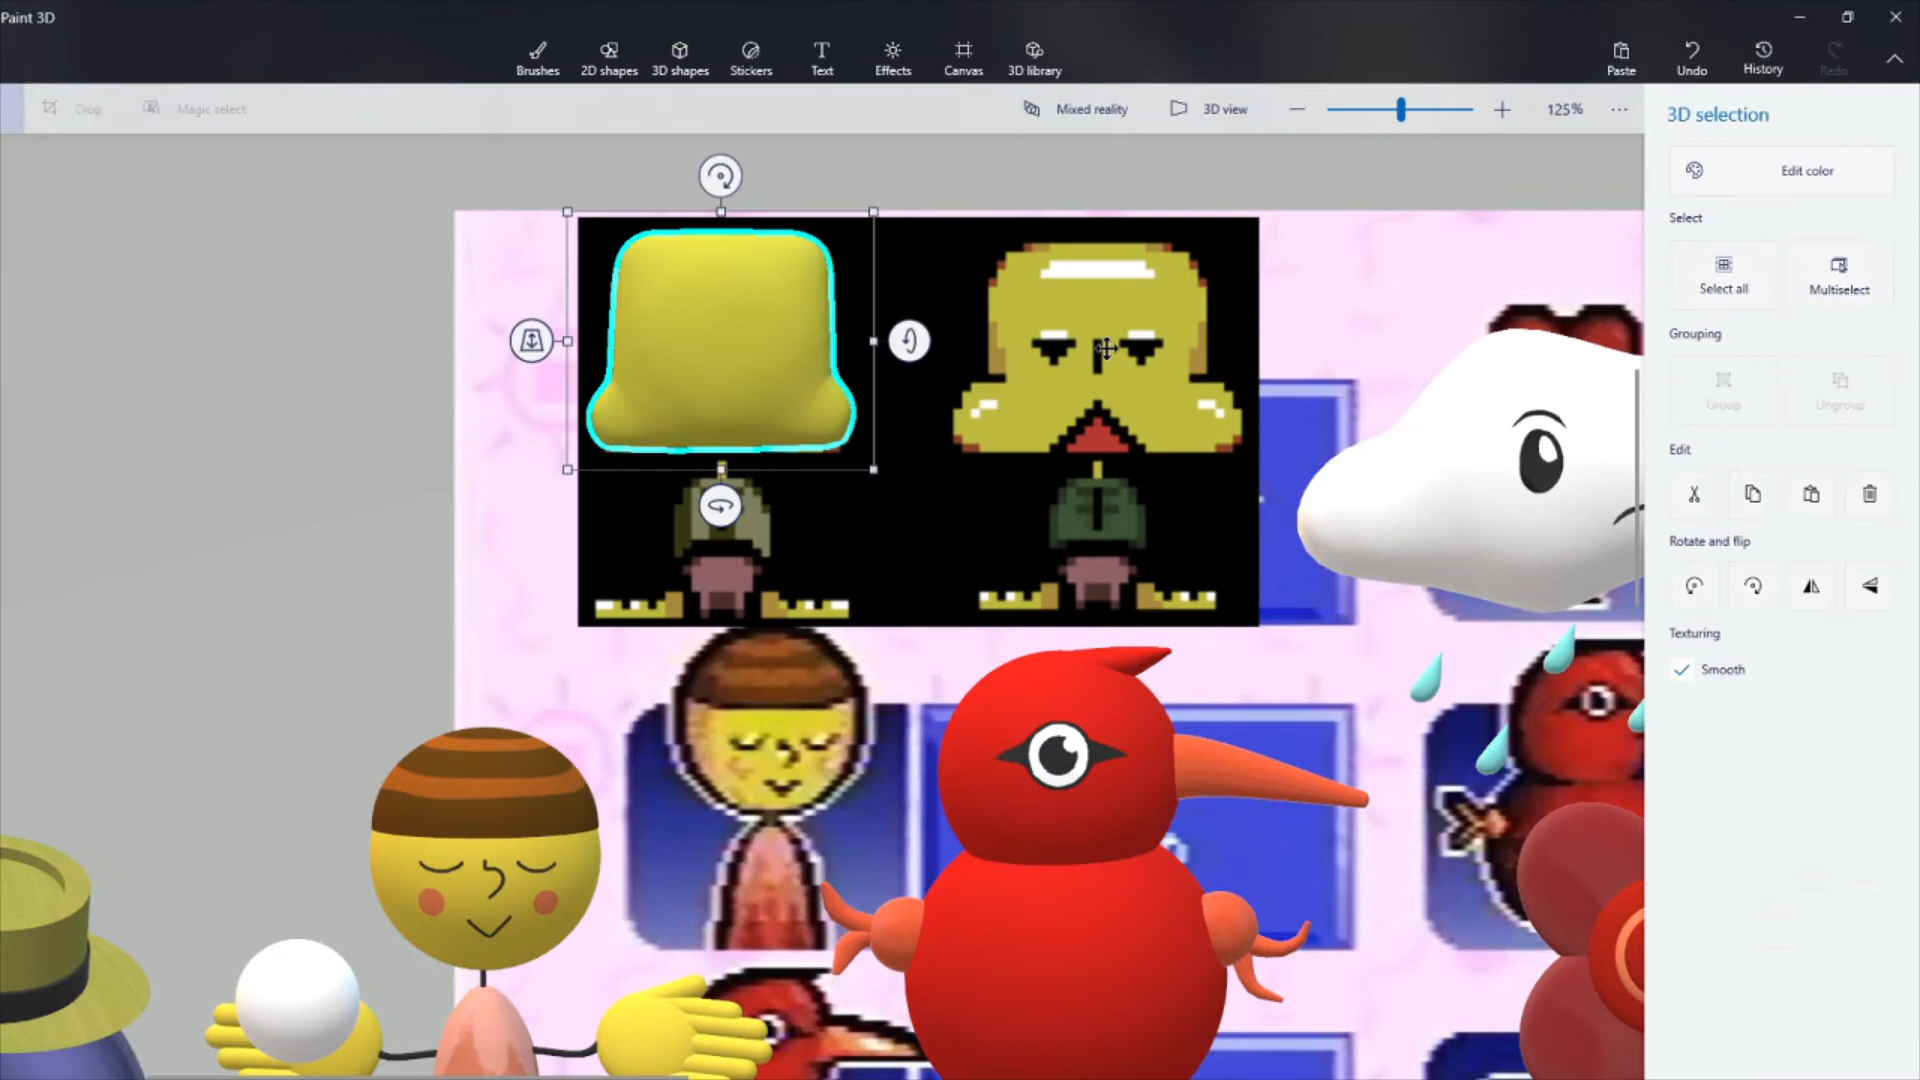 Paint 3D
Brushes
2D shapes
3D shapes
Stickers
Text
Effects
Canvas
3D library
Paste
Undo
History
Redo
Crop
Magic select
Mixed reality
3D view
125%
3D selection
Edit color
Select
Select all
Multiselect
Grouping
Group
Ungroup
Edit
Rotate and flip
Texturing
Smooth